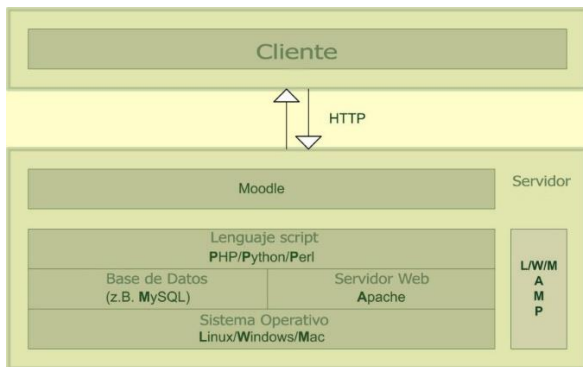 Cliente
HTTP
Servidor
Moodle
Lenguaje script
PHP/Python/Perl
Base de Datos
(z.B. MySQL)
Servidor Web
Apache
Sistema Operativo
Linux/Windows/Mac
L/W/M
A
M
P